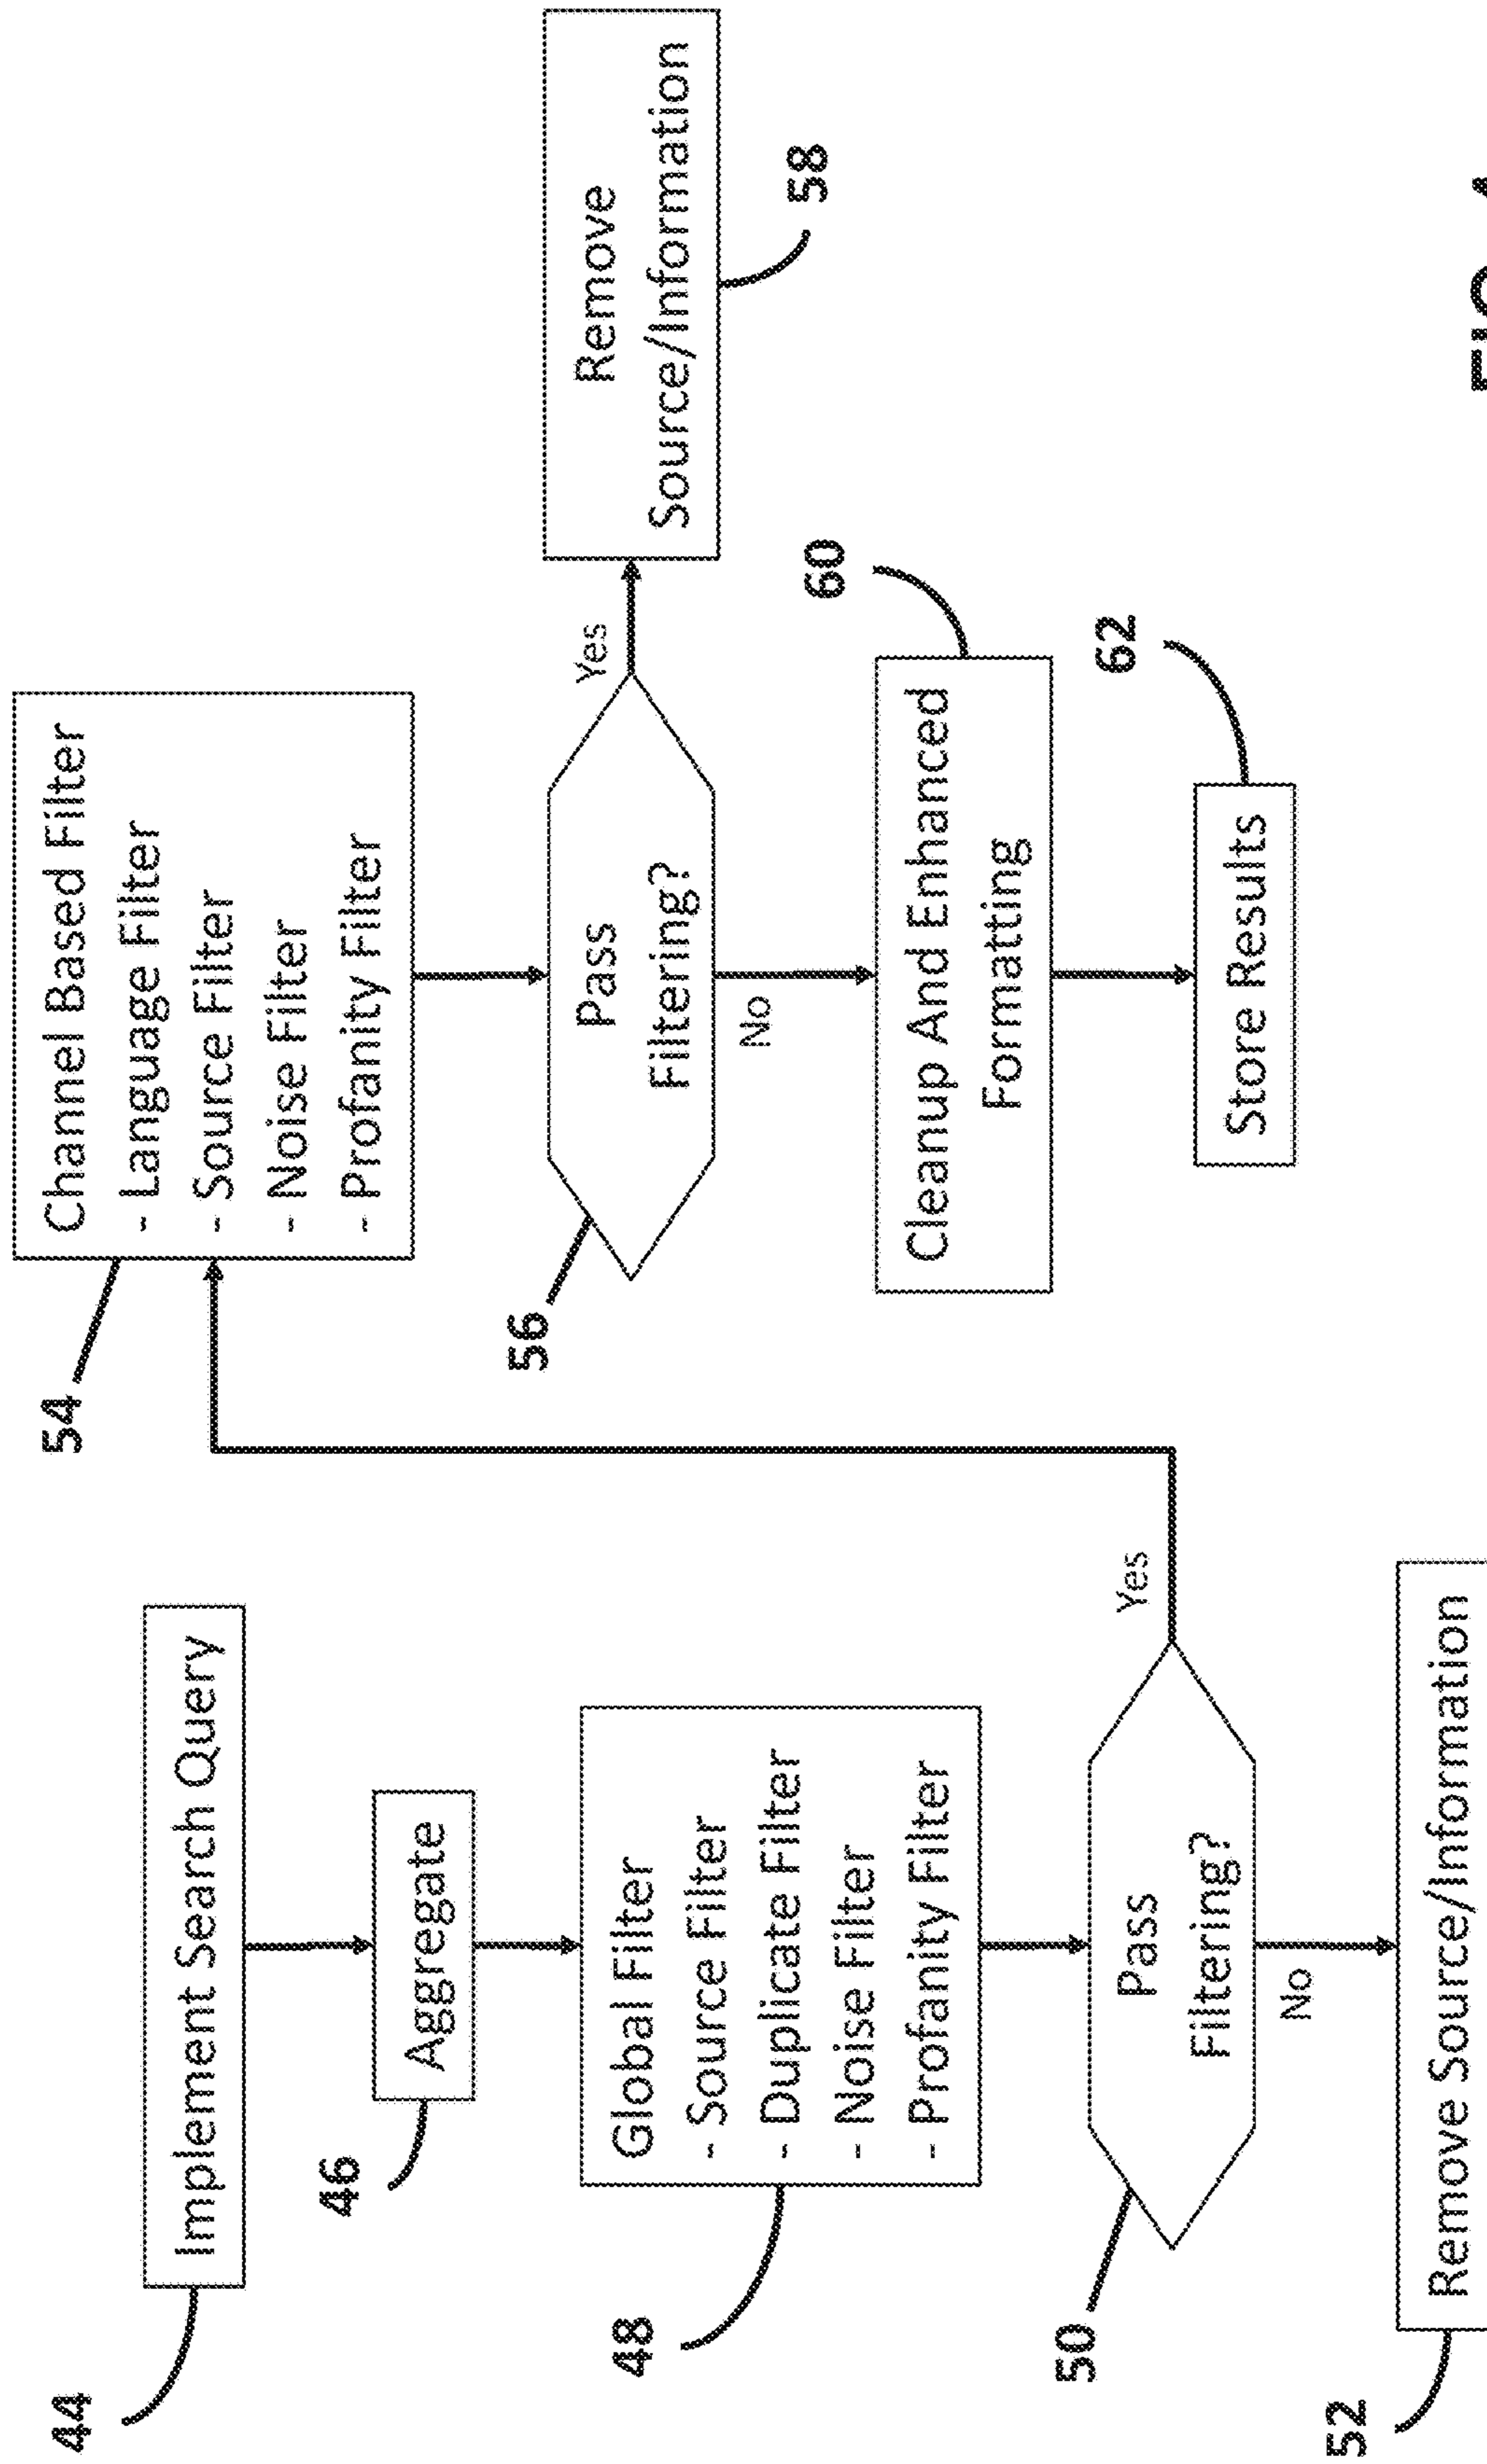 44
Implement Search Query
46
Aggregate
48
Global Filter
- Source Filter
- Duplicate Filter
- Noise Filter
- Profanity Filter
50
Pass
Filtering?
Yes
No
52
Remove Source/Information
54
Channel Based Filter
- Language Filter
- Source Filter
- Noise Filter
- Profanity Filter
56
Pass
Filtering?
Yes
Remove
Source/Information
58
No
60
Cleanup And Enhanced
Formatting
62
Store Results